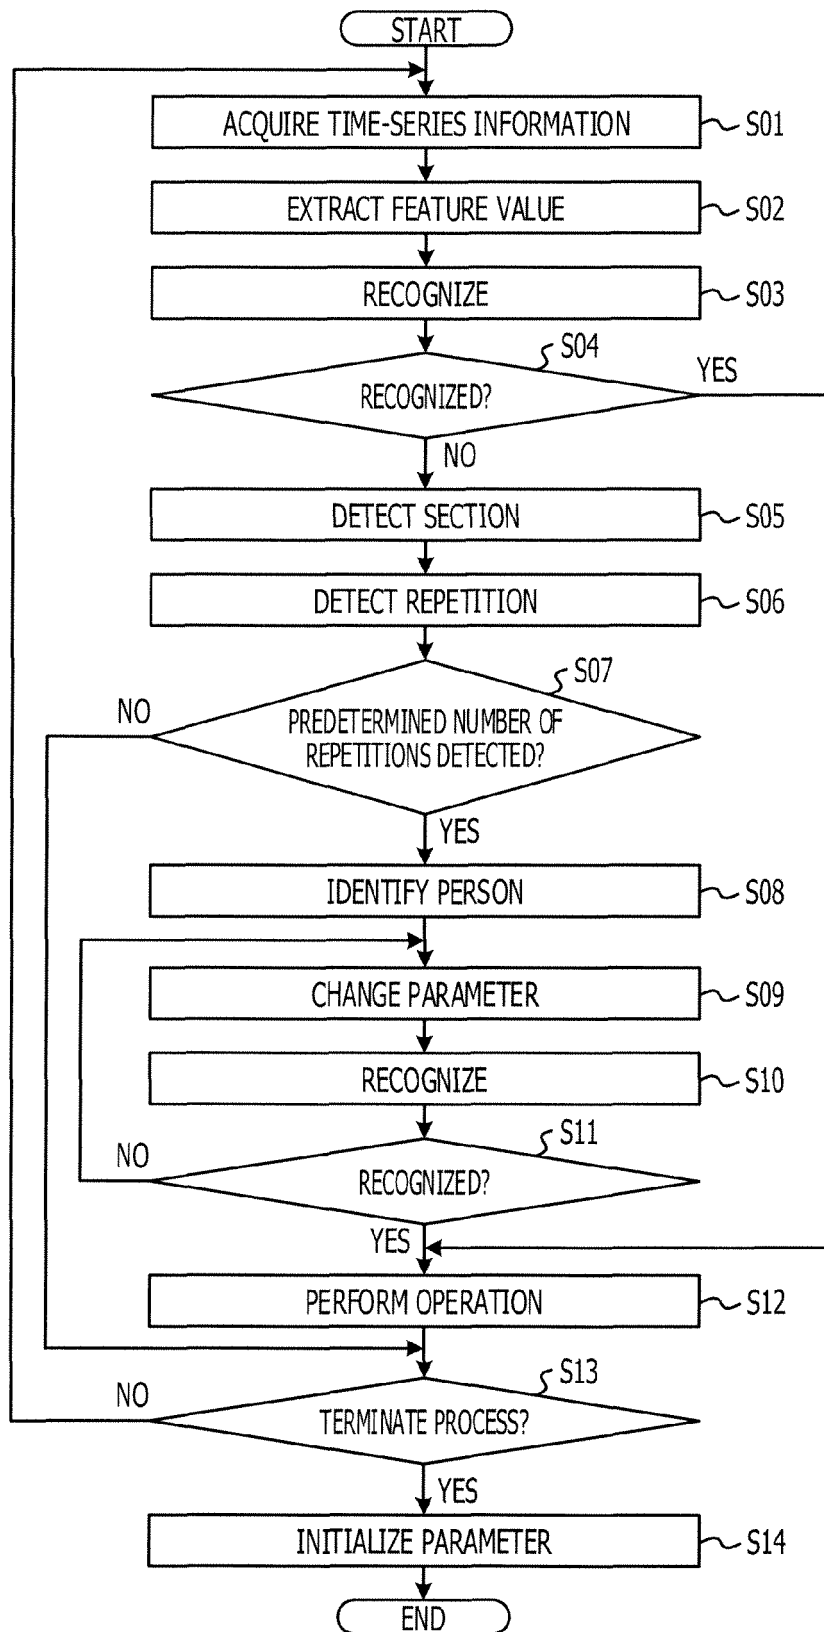 START
ACQUIRE TIME-SERIES INFORMATION
S01
EXTRACT FEATURE VALUE
S02
RECOGNIZE
S03
S04
RECOGNIZED?
YES
NO
DETECT SECTION
S05
DETECT REPETITION
S06
S07
NO
PREDETERMINED NUMBER OF
REPETITIONS DETECTED?
YES
IDENTIFY PERSON
S08
CHANGE PARAMETER
S09
RECOGNIZE
S10
S11
NO
RECOGNIZED?
YES
PERFORM OPERATION
S12
S13
NO
TERMINATE PROCESS?
YES
INITIALIZE PARAMETER
S14
END